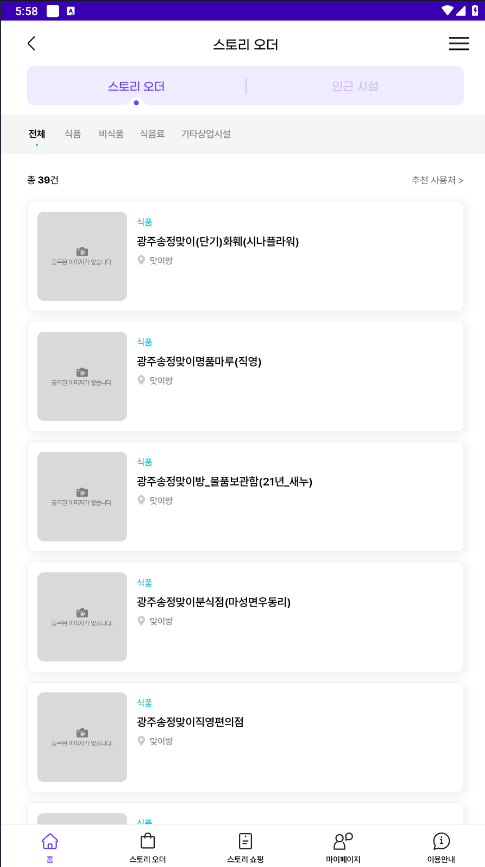 5:58
A
스토리 오더
스토리 오더
인근 시설
전체 식품 비식품 식음료 기타상업시설
총 39건
추천 사용처 >
등록된 이미지가 없습니다.
식품
광주송정맞이(단기)화훼(시나플라워)
맞이방
등록된 이미지가 없습니다.
식품
광주송정맞이명품마루(직영)
맞이방
등록된 이미지가 없습니다.
식품
광주송정맞이방_물품보관함(21년_새누)
맞이방
등록된 이미지가 없습니다.
식품
광주송정맞이분식점(마성면우동리)
맞이방
등록된 이미지가 없습니다.
식품
광주송정맞이직영편의점
맞이방
식품
홈 스토리 오더 스토리 쇼핑 마이페이지 이용안내